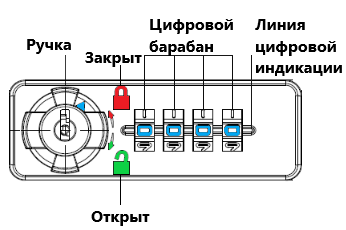 Ручка
Закрыт
Цифровой
барабан
Линия
цифровой
индикации
Открыт